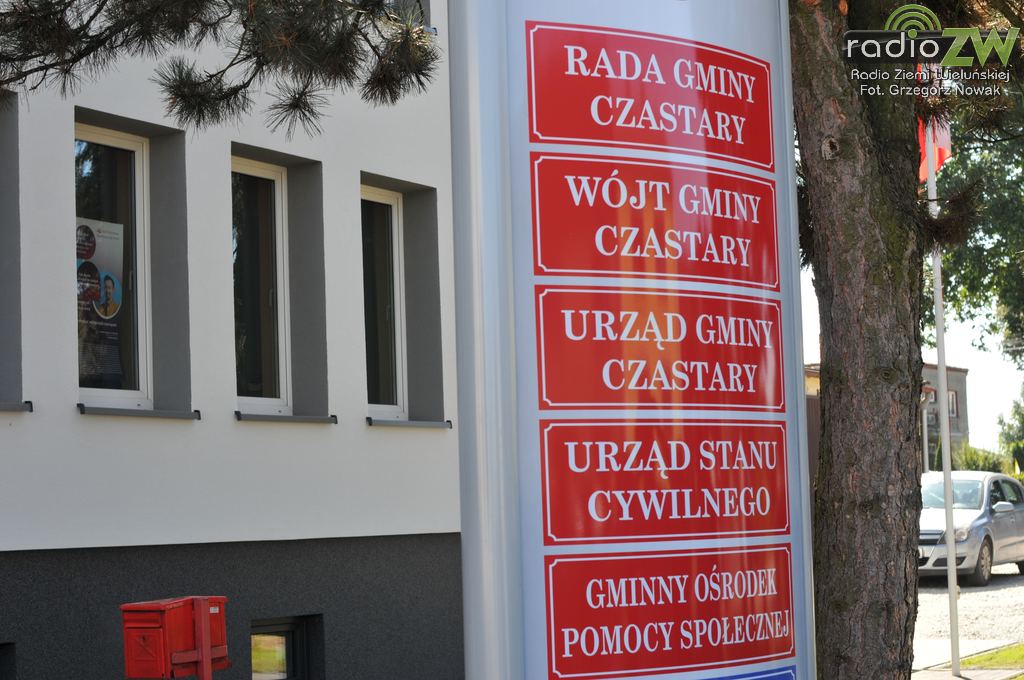 radioZW
Radio Ziemi Wieluńskiej
Fot. Grzegorz Nowak
RADA GMINY
CZASTARY
WÓJT GMINY
CZASTARY
URZĄD GMINY
CZASTARY
URZĄD STANU
CYWILNEGO
GMINNY OŚRODEK
POMOCY SPOŁECZNEJ